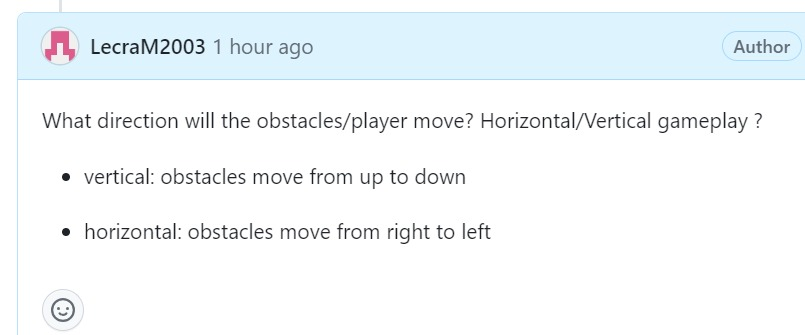 LecraM2003 1 hour ago
Author
What direction will the obstacles/player move? Horizontal/Vertical gameplay ?
• vertical: obstacles move from up to down
• horizontal: obstacles move from right to left